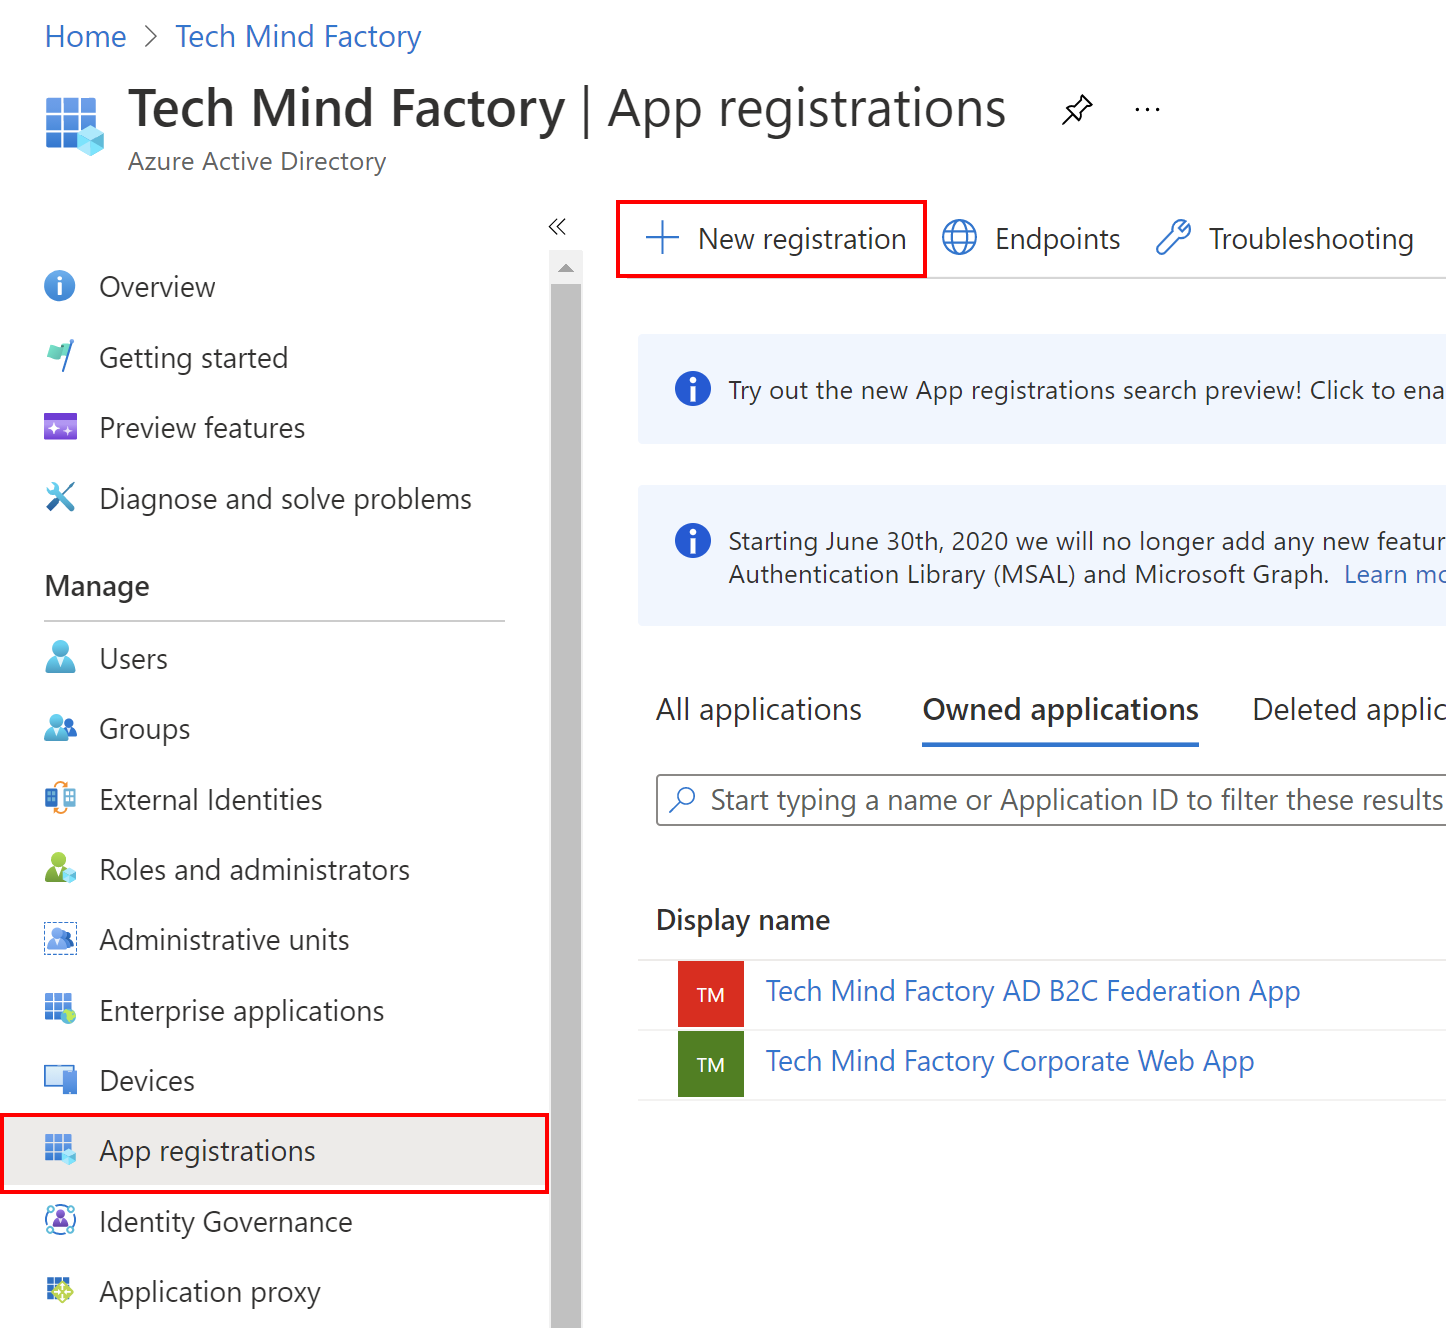 Home > Tech Mind Factory
Tech Mind Factory | App registrations ...
Azure Active Directory
«
Overview
Getting started
Preview features
Diagnose and solve problems
Manage
Users
Groups
External Identities
Roles and administrators
Administrative units
Enterprise applications
Devices
App registrations
Identity Governance
Application proxy
New registration Endpoints Troubleshooting
Try out the new App registrations search preview! Click to ena
Starting June 30th, 2020 we will no longer add any new featur
Authentication Library (MSAL) and Microsoft Graph. Learn mo
All applications Owned applications Deleted applic
Start typing a name or Application ID to filter these results
Display name
TM Tech Mind Factory AD B2C Federation App
TM Tech Mind Factory Corporate Web App